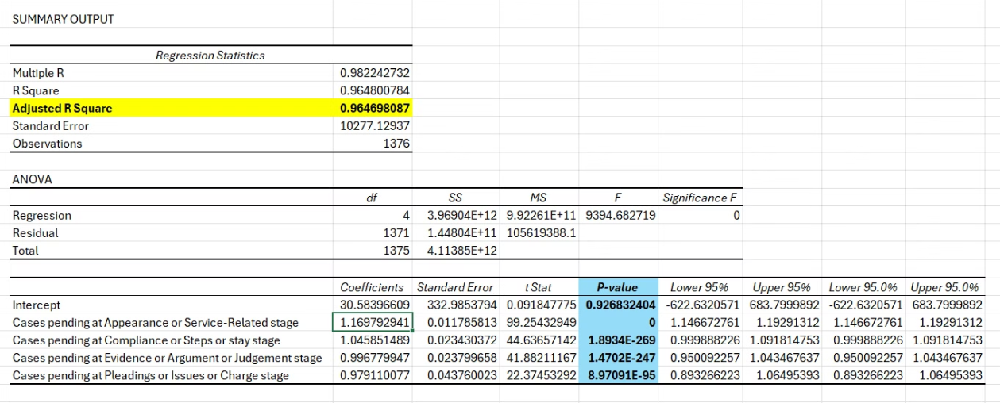 SUMMARY OUTPUT
Regression Statistics
Multiple R 0.982242732
R Square 0.964800784
Adjusted R Square 0.964698087
Standard Error 10277.12937
Observations 1376
ANOVA
df SS MS F Significance F
Regression 4 3.96904E+12 9.92261E+11 9394.682719 0
Residual 1371 1.44804E+11 105619388.1
Total 1375 4.11385E+12
Coefficients Standard Error t Stat P-value Lower 95% Upper 95% Lower 95.0% Upper 95.0%
Intercept 30.58396609 332.9853794 0.091847775 0.926832404 -622.6320571 683.7999892 -622.6320571 683.7999892
Cases pending at Appearance or Service-Related stage 1.169792941 0.011785813 99.25432949 0 1.146672761 1.19291312 1.146672761 1.19291312
Cases pending at Compliance or Steps or stay stage 1.045851489 0.023430372 44.63657142 1.8934E-269 0.999888226 1.091814753 0.999888226 1.091814753
Cases pending at Evidence or Argument or Judgement stage 0.996779947 0.023799658 41.88211167 1.4702E-247 0.950092257 1.043467637 0.950092257 1.043467637
Cases pending at Pleadings or Issues or Charge stage 0.979110077 0.043760023 22.37453292 8.97091E-95 0.893266223 1.06495393 0.893266223 1.06495393